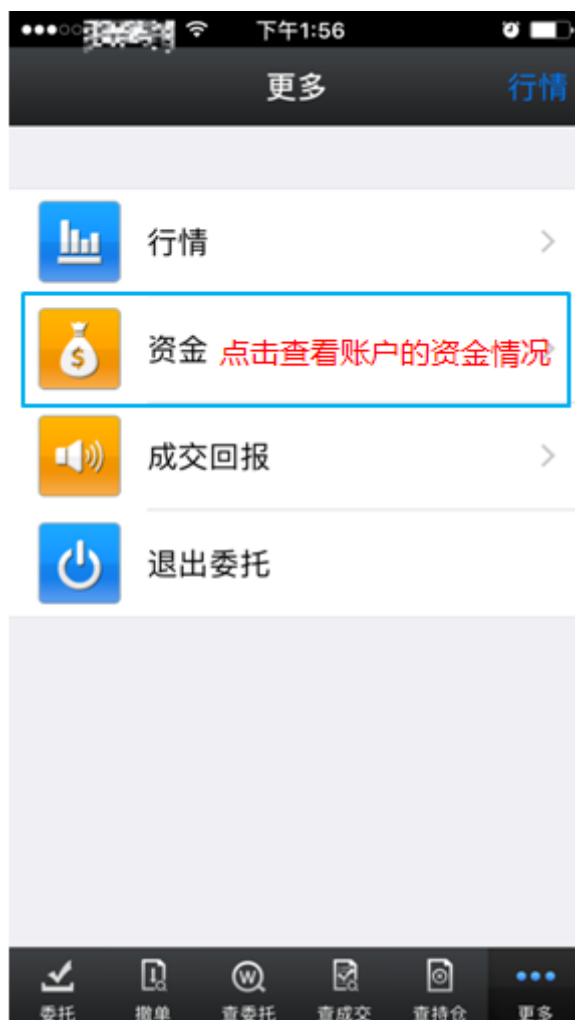 下午1:56
更多
行情
行情
资金 点击查看账户的资金情况
成交回报
退出委托
委托
撤单
查委托
查成交
查持仓
更多